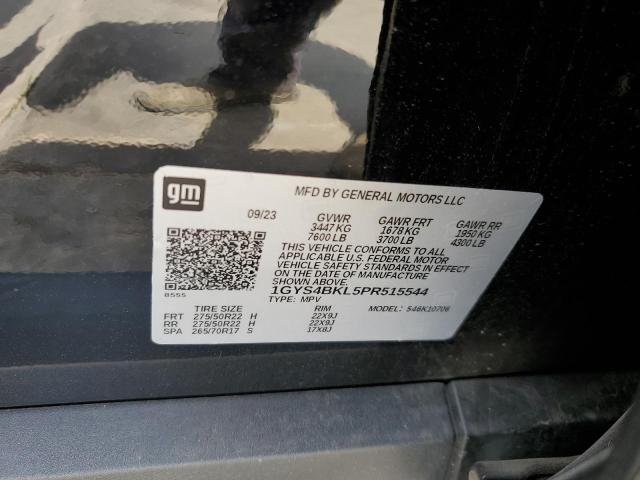 gm
MFD BY GENERAL MOTORS LLC
09/23 GVWR GAWR FRT GAWR RR
3447 KG 1678 KG 1950 KG
7600 LB 3700 LB 4300 LB
THIS VEHICLE CONFORMS TO ALL
APPLICABLE U.S. FEDERAL MOTOR
VEHICLE SAFETY STANDARDS IN EFFECT
ON THE DATE OF MANUFACTURE
SHOWN ABOVE.
8555
1GYS4BKL5PR515544
TYPE: MPV MODEL: 546K10706
TIRE SIZE RIM
FRT 275/50R22 H 22X9J
RR 275/50R22 H 22X9J
SPA 265/70R17 S 17X8J